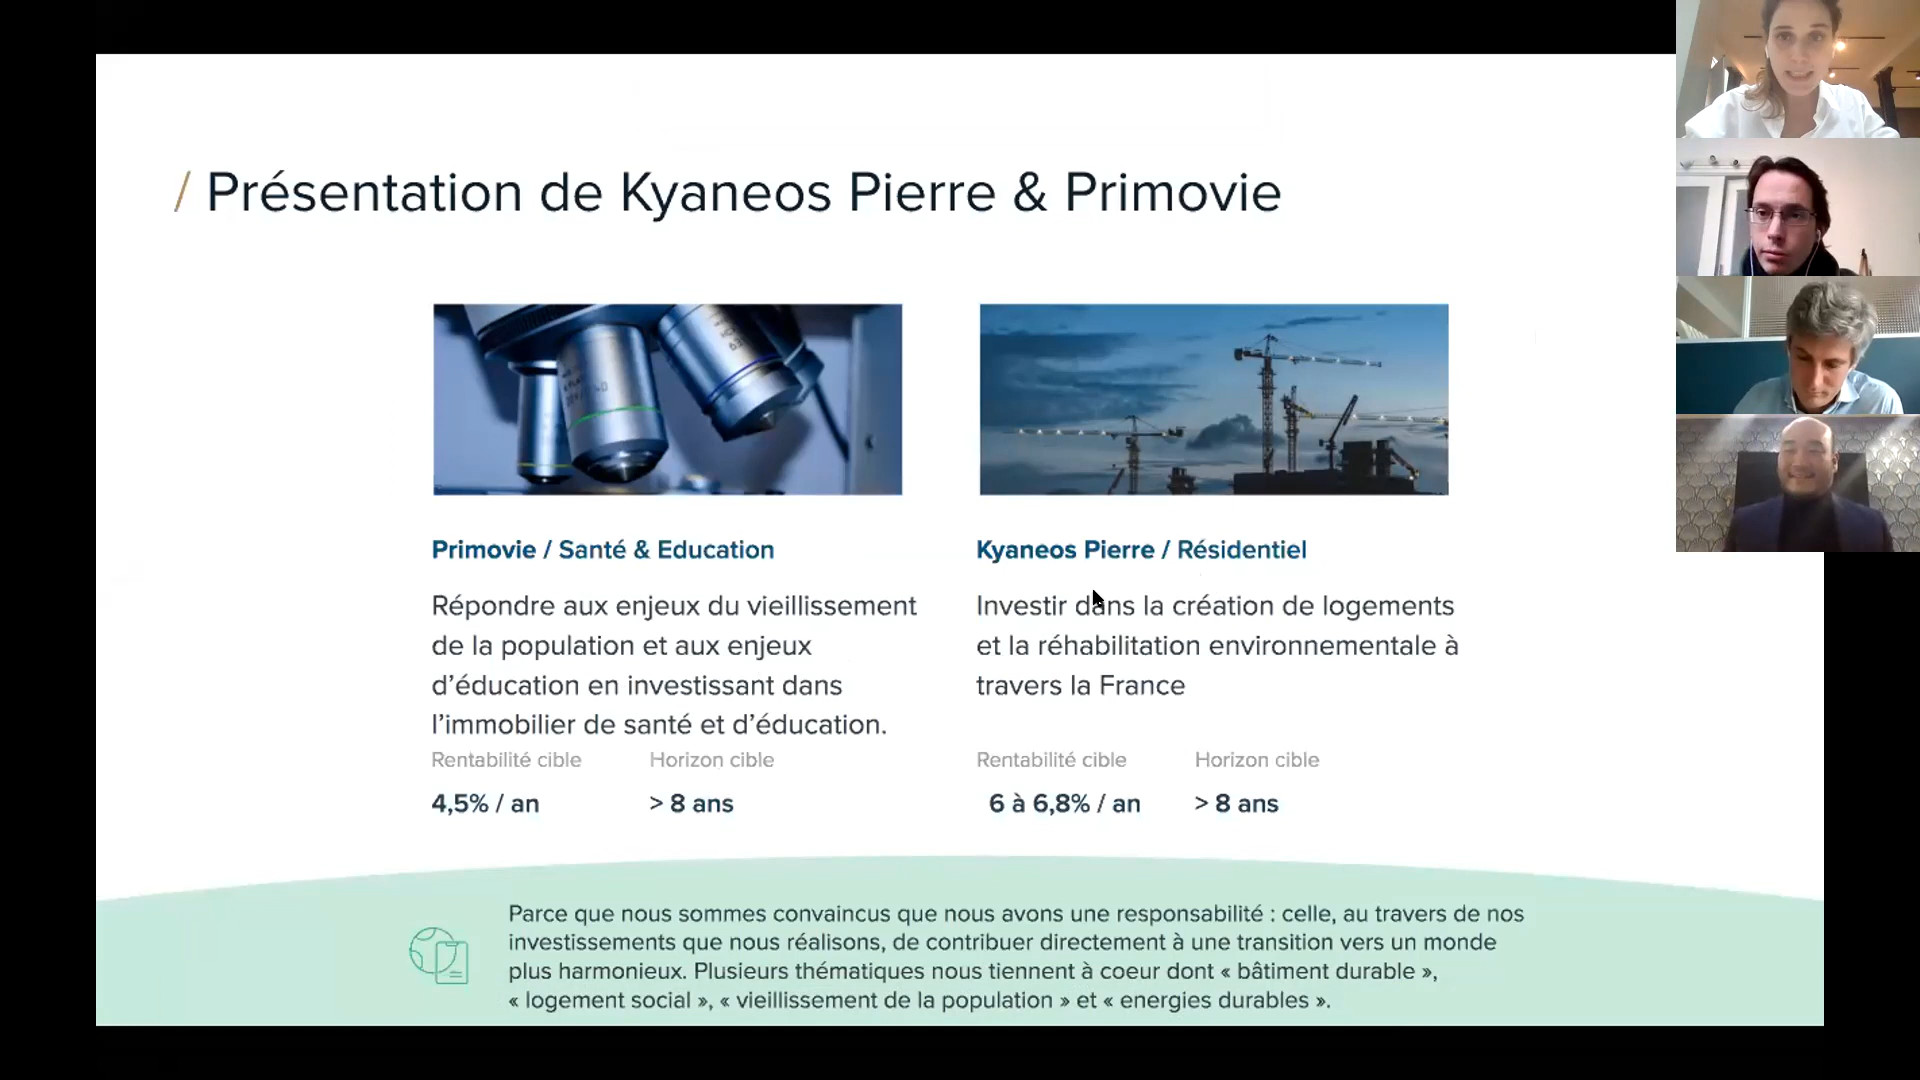 / Présentation de Kyaneos Pierre & Primovie
Primovie / Santé & Education
Répondre aux enjeux du vieillissement
de la population et aux enjeux
d’éducation en investissant dans
l’immobilier de santé et d’éducation.
Rentabilité cible
Horizon cible
4,5% / an
> 8 ans
Kyaneos Pierre / Résidentiel
Investir dans la création de logements
et la réhabilitation environnementale à
travers la France
Rentabilité cible
Horizon cible
6 à 6,8% / an
> 8 ans
Parce que nous sommes convaincus que nous avons une responsabilité : celle, au travers de nos
investissements que nous réalisons, de contribuer directement à une transition vers un monde
plus harmonieux. Plusieurs thématiques nous tiennent à coeur dont « bâtiment durable »,
« logement social », « vieillissement de la population » et « energies durables ».